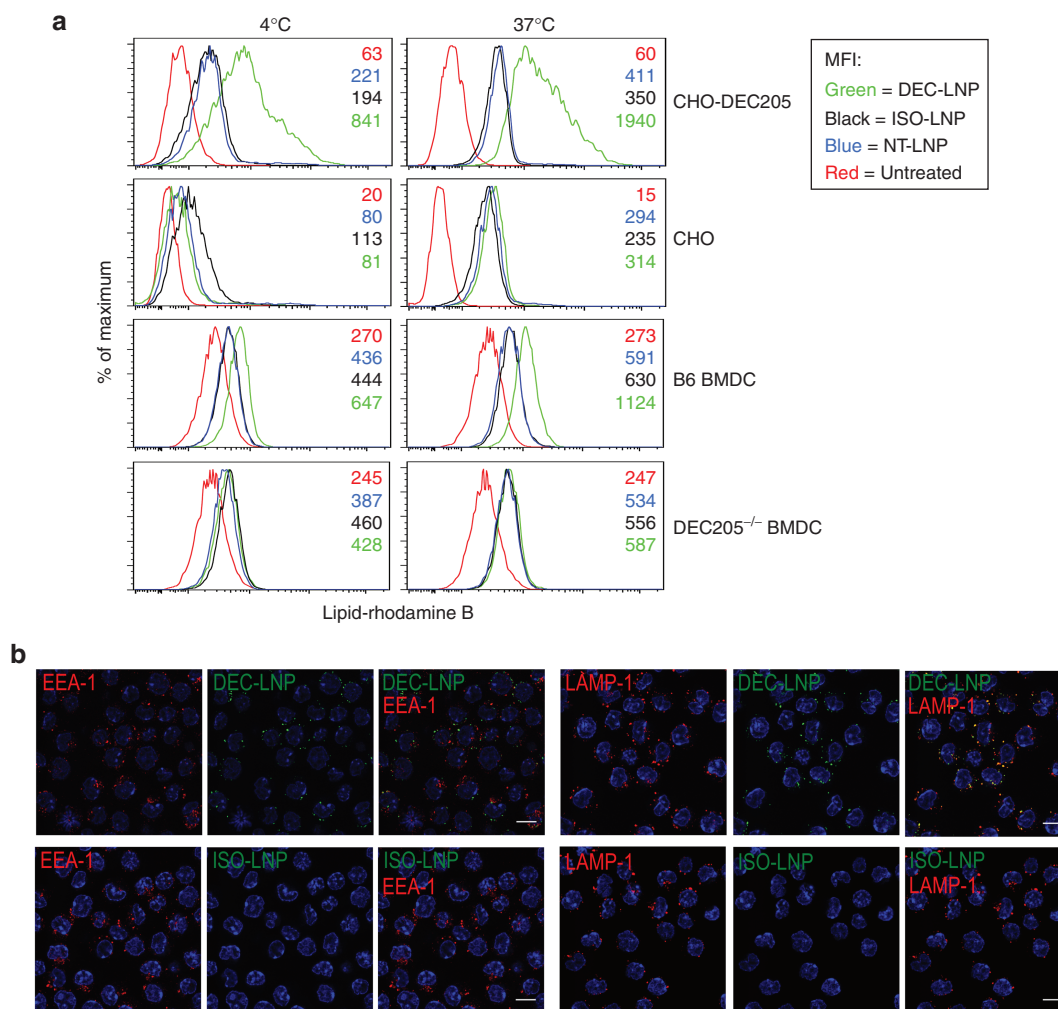 a
4°C
37°C
63
221
194
841
60
411
350
1940
CHO-DEC205
MFI:
Green = DEC-LNP
Black = ISO-LNP
Blue = NT-LNP
Red = Untreated
20
80
113
81
15
294
235
314
CHO
% of maximum
270
436
444
647
273
591
630
1124
B6 BMDC
245
387
460
428
247
534
556
587
DEC205−/− BMDC
Lipid-rhodamine B
b
EEA-1
DEC-LNP
DEC-LNP
EEA-1
LAMP-1
DEC-LNP
DEC-LNP
LAMP-1
EEA-1
ISO-LNP
ISO-LNP
EEA-1
LAMP-1
ISO-LNP
ISO-LNP
LAMP-1